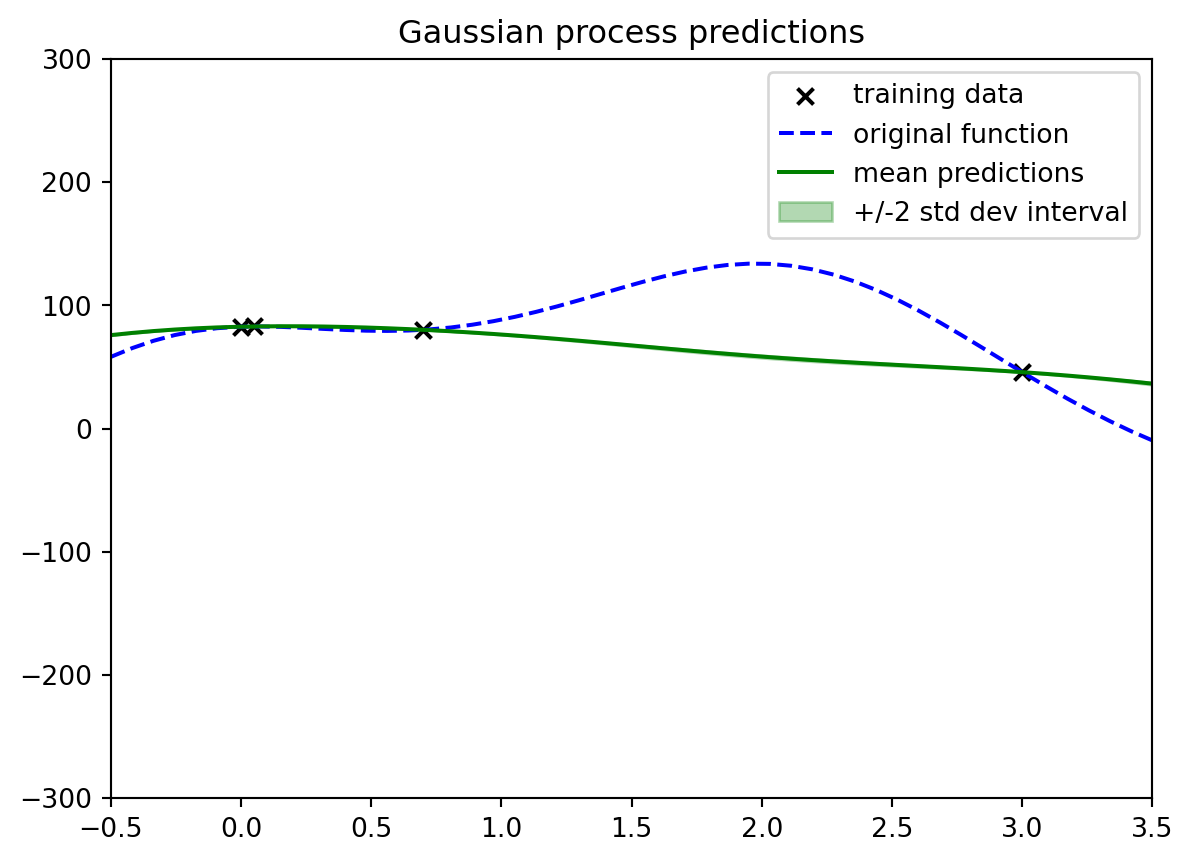 Gaussian process predictions
300
200
100
0
−100
−200
−300
training data
original function
mean predictions
+/-2 std dev interval
−0.5 0.0 0.5 1.0 1.5 2.0 2.5 3.0 3.5